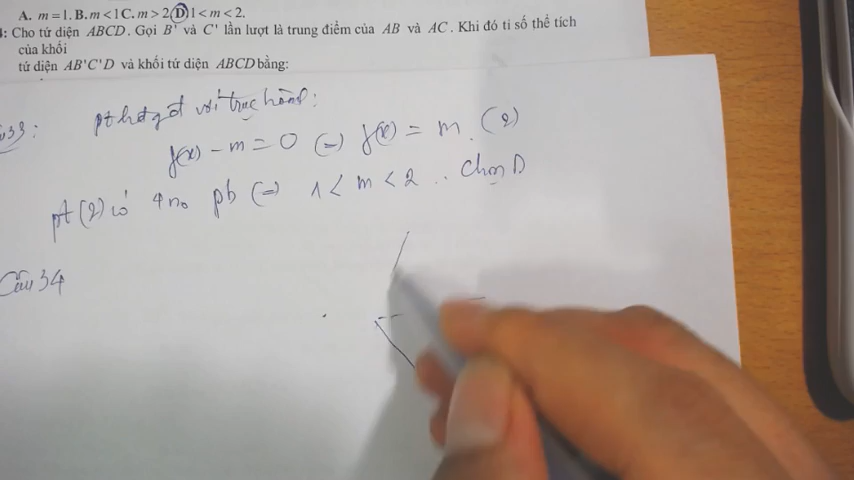 A. m=1. B. m<1 C. m>2 D 1<m<2.
: Cho tứ diện ABCD. Gọi B' và C' lần lượt là trung điểm của AB và AC. Khi đó tỉ số thể tích
của khối
tứ diện AB'C'D và khối tứ diện ABCD bằng:
33: pt hđgđ với trục hoành:
f(x) - m = 0 (=) f(x) = m. (2)
pt (2) có 4 no pb (=) 1 < m < 2 .. Chọn D
Câu 34